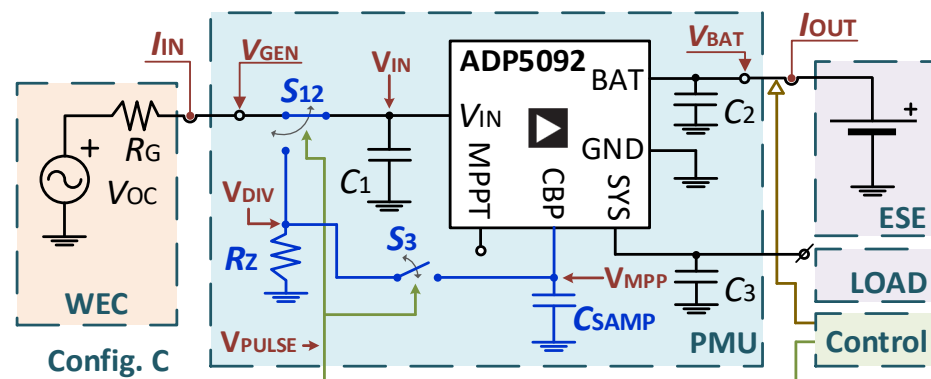 IIN
VGEN
VIN
S12
ADP5092
VBAT
IOUT
RG
+
VOC
WEC
Config. C
C1
VIN
MPPT
CBP
SYS
BAT
GND
C2
+
ESE
VDIV
RZ
S3
VMPP
CSAMP
C3
VPULSE
PMU
LOAD
Control